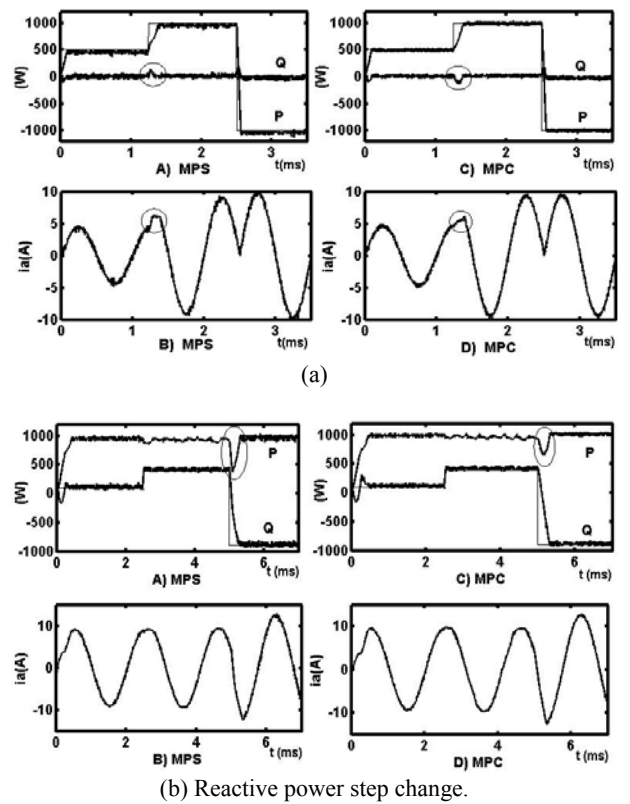 1000
500
0
-500
-1000
(W)
Q
P
0 1 2 3
t(ms)
A) MPS
1000
500
0
-500
-1000
(W)
Q
P
0 1 2 3
t(ms)
C) MPC
10
5
0
5
-10
ia(A)
0 1 2 3
t(ms)
B) MPS
10
5
0
5
-10
ia(A)
0 1 2 3
t(ms)
D) MPC
(a)
1000
500
0
-500
-1000
(W)
P
Q
0 2 4 6
t (ms)
A) MPS
1000
500
0
-500
-1000
(W)
P
Q
0 2 4 6
t (ms)
C) MPC
10
0
-10
ia(A)
0 2 4 6
t (ms)
B) MPS
10
0
-10
ia(A)
0 2 4 6
t (ms)
D) MPC
(b) Reactive power step change.